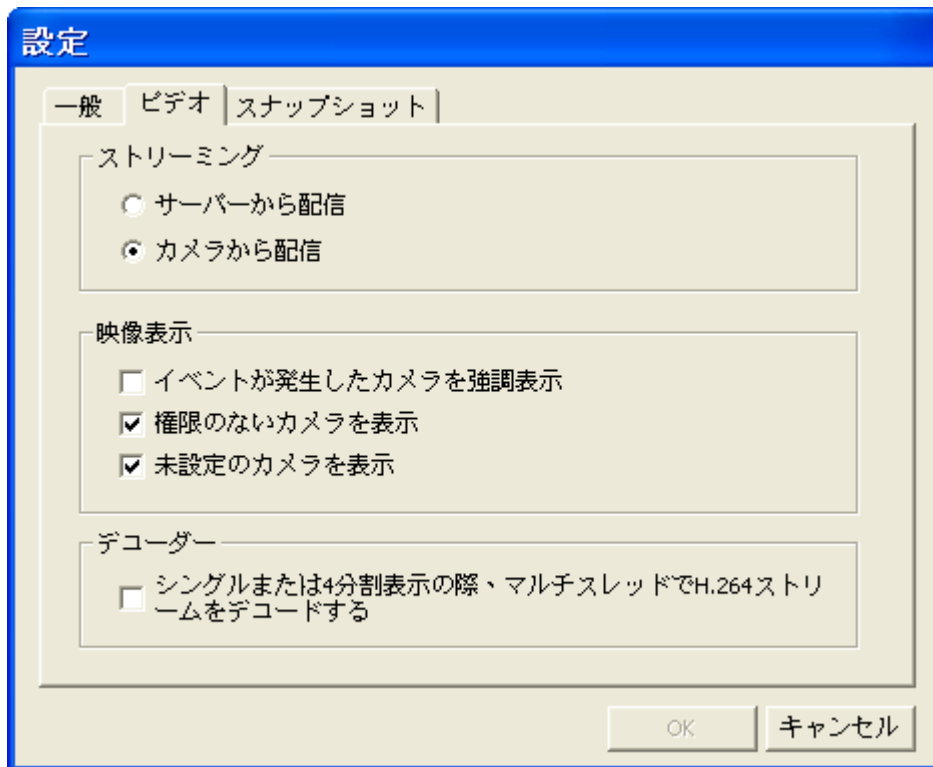 設定
一般 ビデオ スナップショット
ストリーミング
サーバーから配信
カメラから配信
映像表示
イベントが発生したカメラを強調表示
権限のないカメラを表示
未設定のカメラを表示
デコーダー
シングルまたは4分割表示の際、マルチスレッドでH.264ストリ
ームをデコードする
OK キャンセル